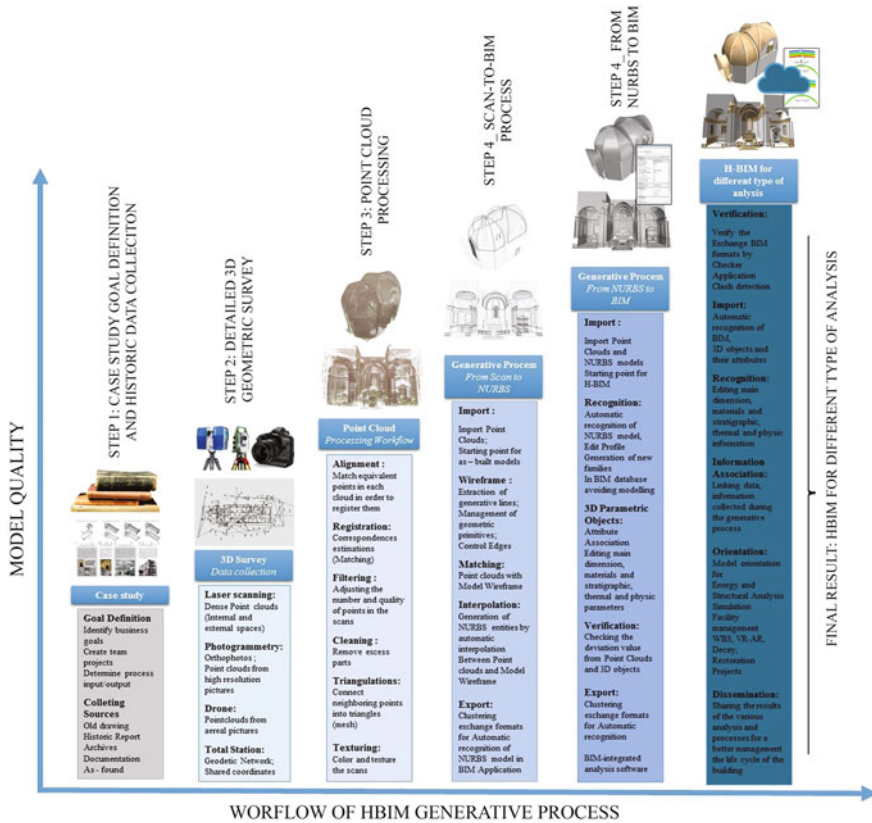 MODEL QUALITY
STEP 1: CASE STUDY GOAL DEFINITION
AND HISTORIC DATA COLLECITON
Case study
Goal Definition
Identify business
goals
Create team
projects
Determine process
input/output
Colleting
Sources
Old drawing
Historic Report
Archives
Documentation
As - found
STEP 2: DETAILED 3D
GEOMETRIC SURVEY
3D Survey
Data collection
Laser scanning:
Dense Point clouds
(Internal and
external spaces)
Photogrammetry:
Orthophotos ;
Point clouds from
high resolution
pictures
Drone:
Pointclouds from
aereal pictures
Total Station:
Geodetic Network;
Shared coordinates
STEP 3: POINT CLOUD
PROCESSING
Point Cloud
Processing Workflow
Alignment :
Match equivalent
points in each
cloud in order to
register them
Registration:
Correspondences
estimations
(Matching)
Filtering :
Adjusting the
number and quality
of points in the
scans
Cleaning :
Remove excess
parts
Triangulations:
Connect
neighboring points
into triangles
(mesh)
Texturing:
Color and texture
the scans
STEP 4_ SCAN-TO-BIM
PROCESS
Generative Process
From Scan to
NURBS
Import:
Import Point
Clouds;
Starting point for
as – built models
Wireframe :
Extraction of
generative lines;
Management of
geometric
primitives;
Control Edges
Matching:
Point clouds with
Model Wireframe
Interpolation:
Generation of
NURBS entities by
automatic
interpolation
Between Point
clouds and Model
Wireframe
Export:
Clustering
exchange formats
for Automatic
recognition of
NURBS model in
BIM Application
STEP 4_ FROM
NURBS TO BIM
Generative Process
From NURBS to
BIM
Import :
Import Point
Clouds and
NURBS models
Starting point for
H-BIM
Recognition:
Automatic
recognition of
NURBS model,
Edit Profile
Generation of new
families
In BIM database
avoiding modelling
3D Parametric
Objects:
Attribute
Association
Editing main
dimension,
materials and
stratigraphic,
thermal and physic
parameters
Verification:
Checking the
deviation value
from Point Clouds
and 3D objects
Export:
Clustering
exchange formats
for Automatic
recognition
BIM-integrated
analysis software
H-BIM for
different type of
anlysis
Verification:
Verify the
Exchange BIM
formats by
Checker
Application
Clash detection
Import:
Automatic
recognition of
BIM,
3D objects and
their attributes
Recognition:
Editing main
dimension,
materials and
stratigraphic,
thermal and physic
information
Information
Association:
Linking data,
information
collected during
the generative
process
Orientation:
Model orientation
for
Energy and
Structural Analysis
Simulation
Facility
management
WBS, VR-AR,
Decay,
Restoration
Projects
Dissemination:
Sharing the results
of the various
analysis and
processes for a
better management
the life cycle of the
building .
FINAL RESULT: HBIM FOR DIFFERENT TYPE OF ANALYSIS
WORFLOW OF HBIM GENERATIVE PROCESS